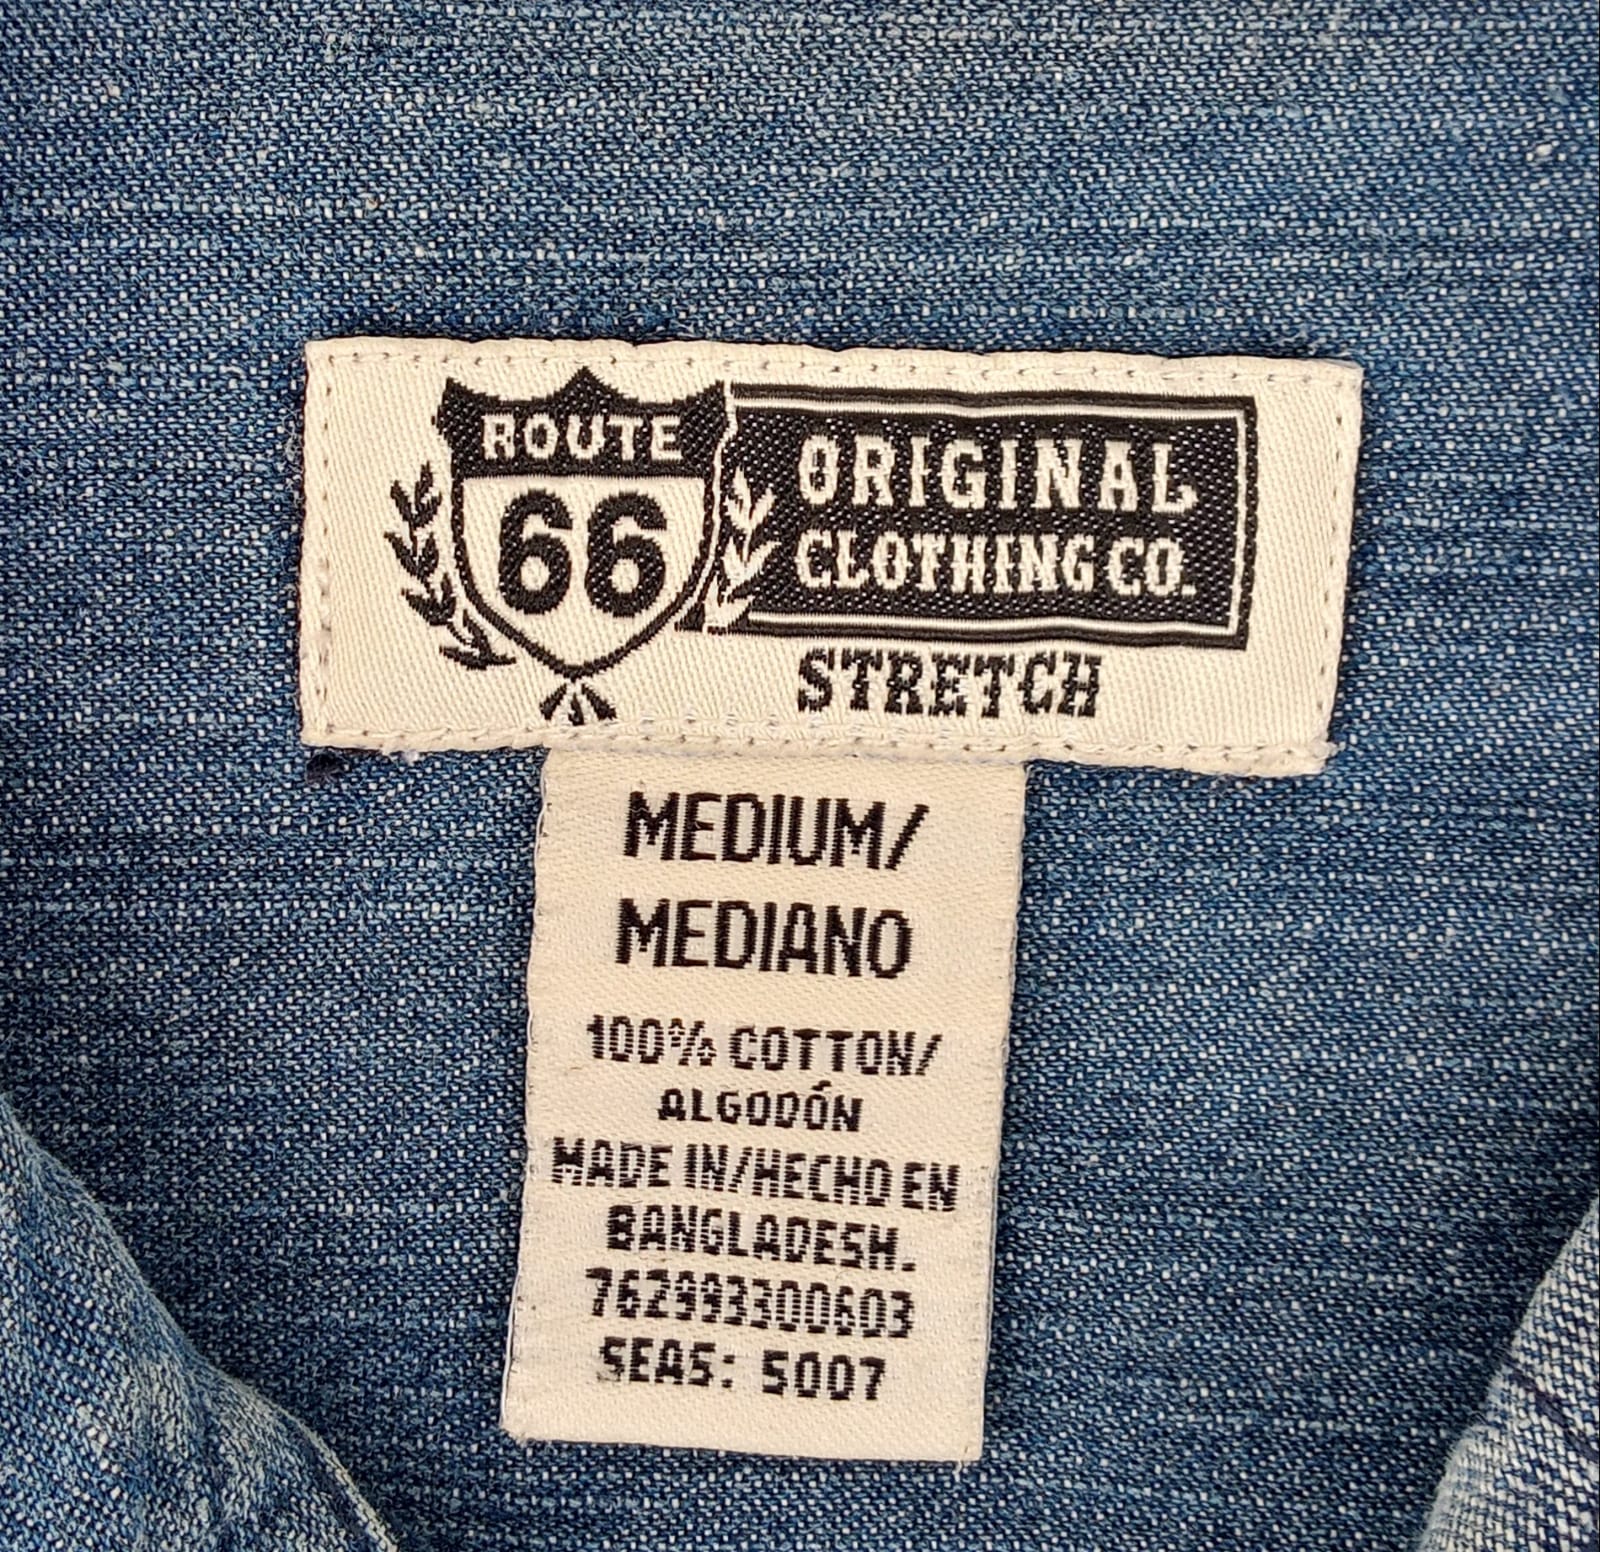 ROUTE
66
ORIGINAL
CLOTHING CO.
STRETCH
MEDIUM/
MEDIANO
100% COTTON/
ALGODÓN
MADE IN/HECHO EN
BANGLADESH.
762993300603
SEAS: 5007